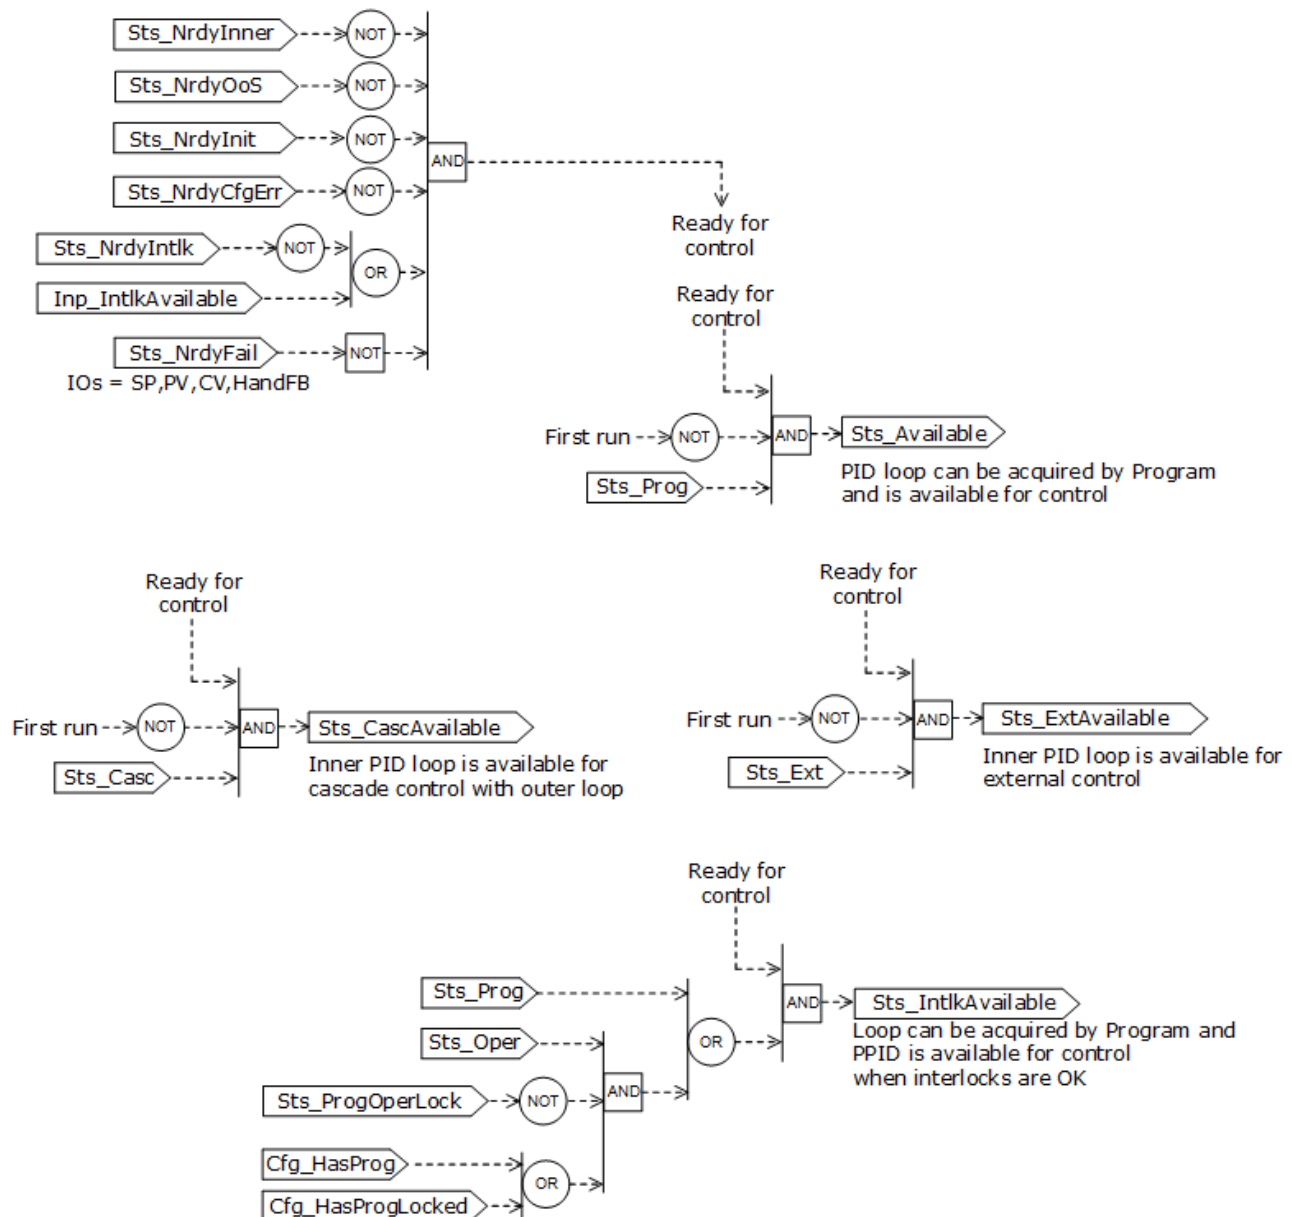 Sts_NrdyInner
NOT
Sts_NrdyOoS
NOT
Sts_NrdyInit
NOT
AND
Sts_NrdyCfgErr
NOT
Sts_NrdyIntlk
NOT
OR
Inp_IntlkAvailable
Sts_NrdyFail
NOT
IOs = SP,PV,CV,HandFB
Ready for
control
Ready for
control
First run
NOT
AND
Sts_Available
Sts_Prog
PID loop can be acquired by Program
and is available for control
Ready for
control
First run
NOT
AND
Sts_CascAvailable
Sts_Casc
Inner PID loop is available for
cascade control with outer loop
Ready for
control
First run
NOT
AND
Sts_ExtAvailable
Sts_Ext
Inner PID loop is available for
external control
Ready for
control
Sts_Prog
AND
Sts_IntlkAvailable
Sts_Oper
OR
Loop can be acquired by Program and
PPID is available for control
when interlocks are OK
Sts_ProgOperLock
NOT
AND
Cfg_HasProg
OR
Cfg_HasProgLocked